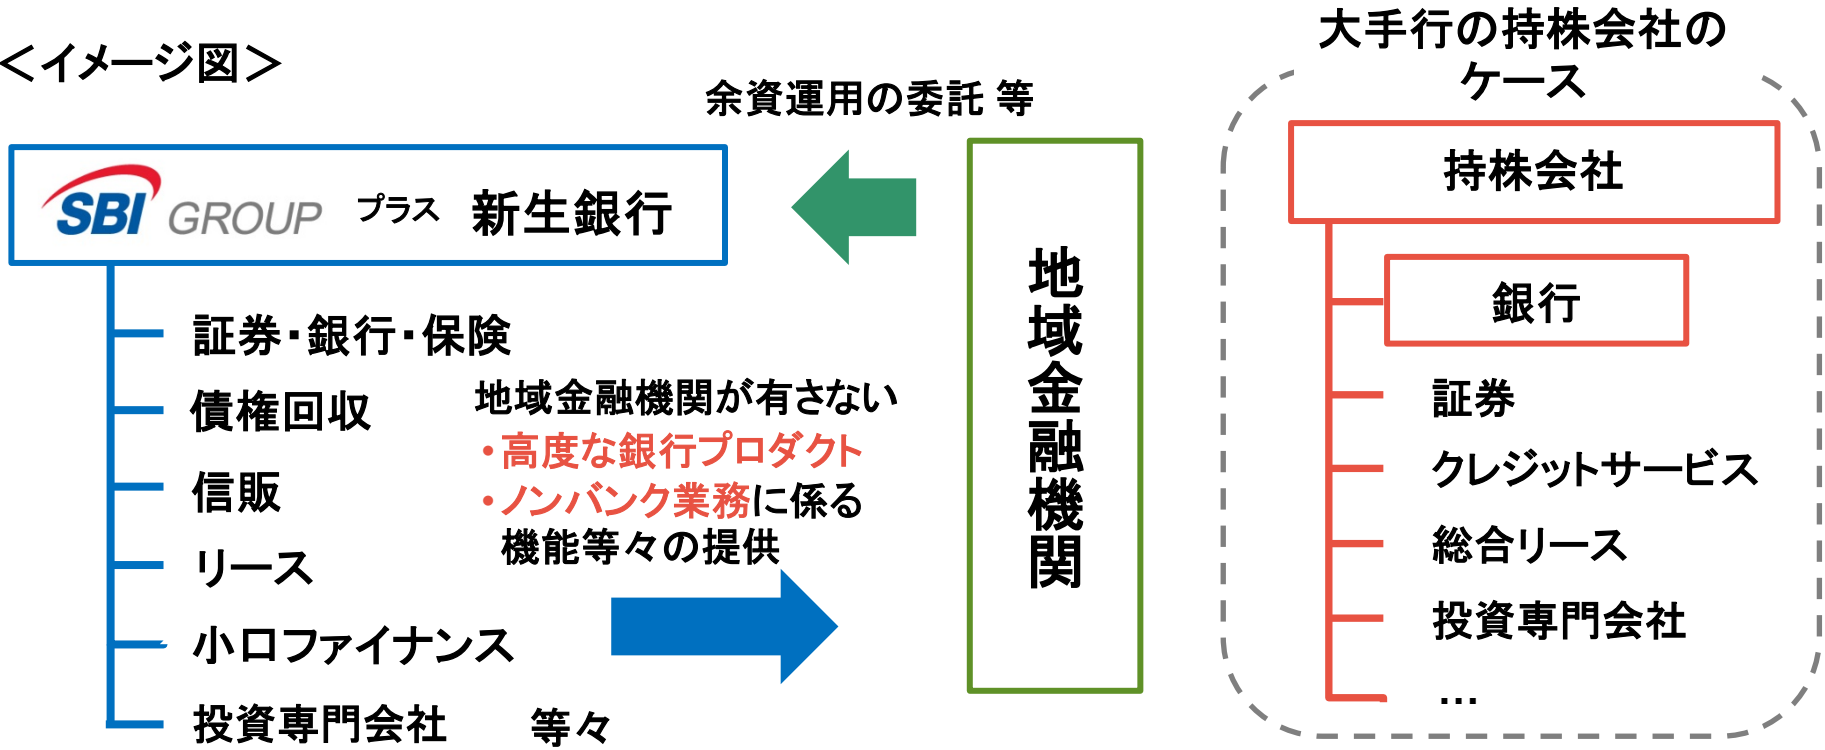 ＜イメージ図＞
SBI GROUP プラス 新生銀行
証券・銀行・保険
債権回収
信販
リース
小口ファイナンス
投資専門会社 等々
余資運用の委託 等
地域金融機関が有さない
・高度な銀行プロダクト
・ノンバンク業務に係る
機能等々の提供
地域金融機関
大手行の持株会社の
ケース
持株会社
銀行
証券
クレジットサービス
総合リース
投資専門会社
…